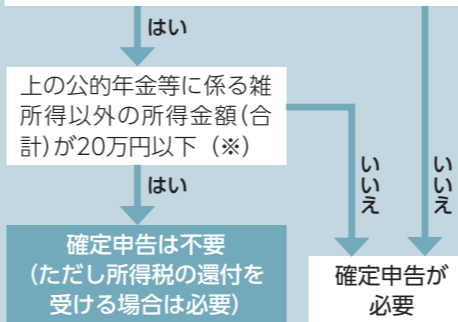 はい
上の公的年金等に係る雑
所得以外の所得金額(合
計)が20万円以下 (※)
はい
いいえ
いいえ
確定申告は不要
(ただし所得税の還付を
受ける場合は必要)
確定申告が
必要